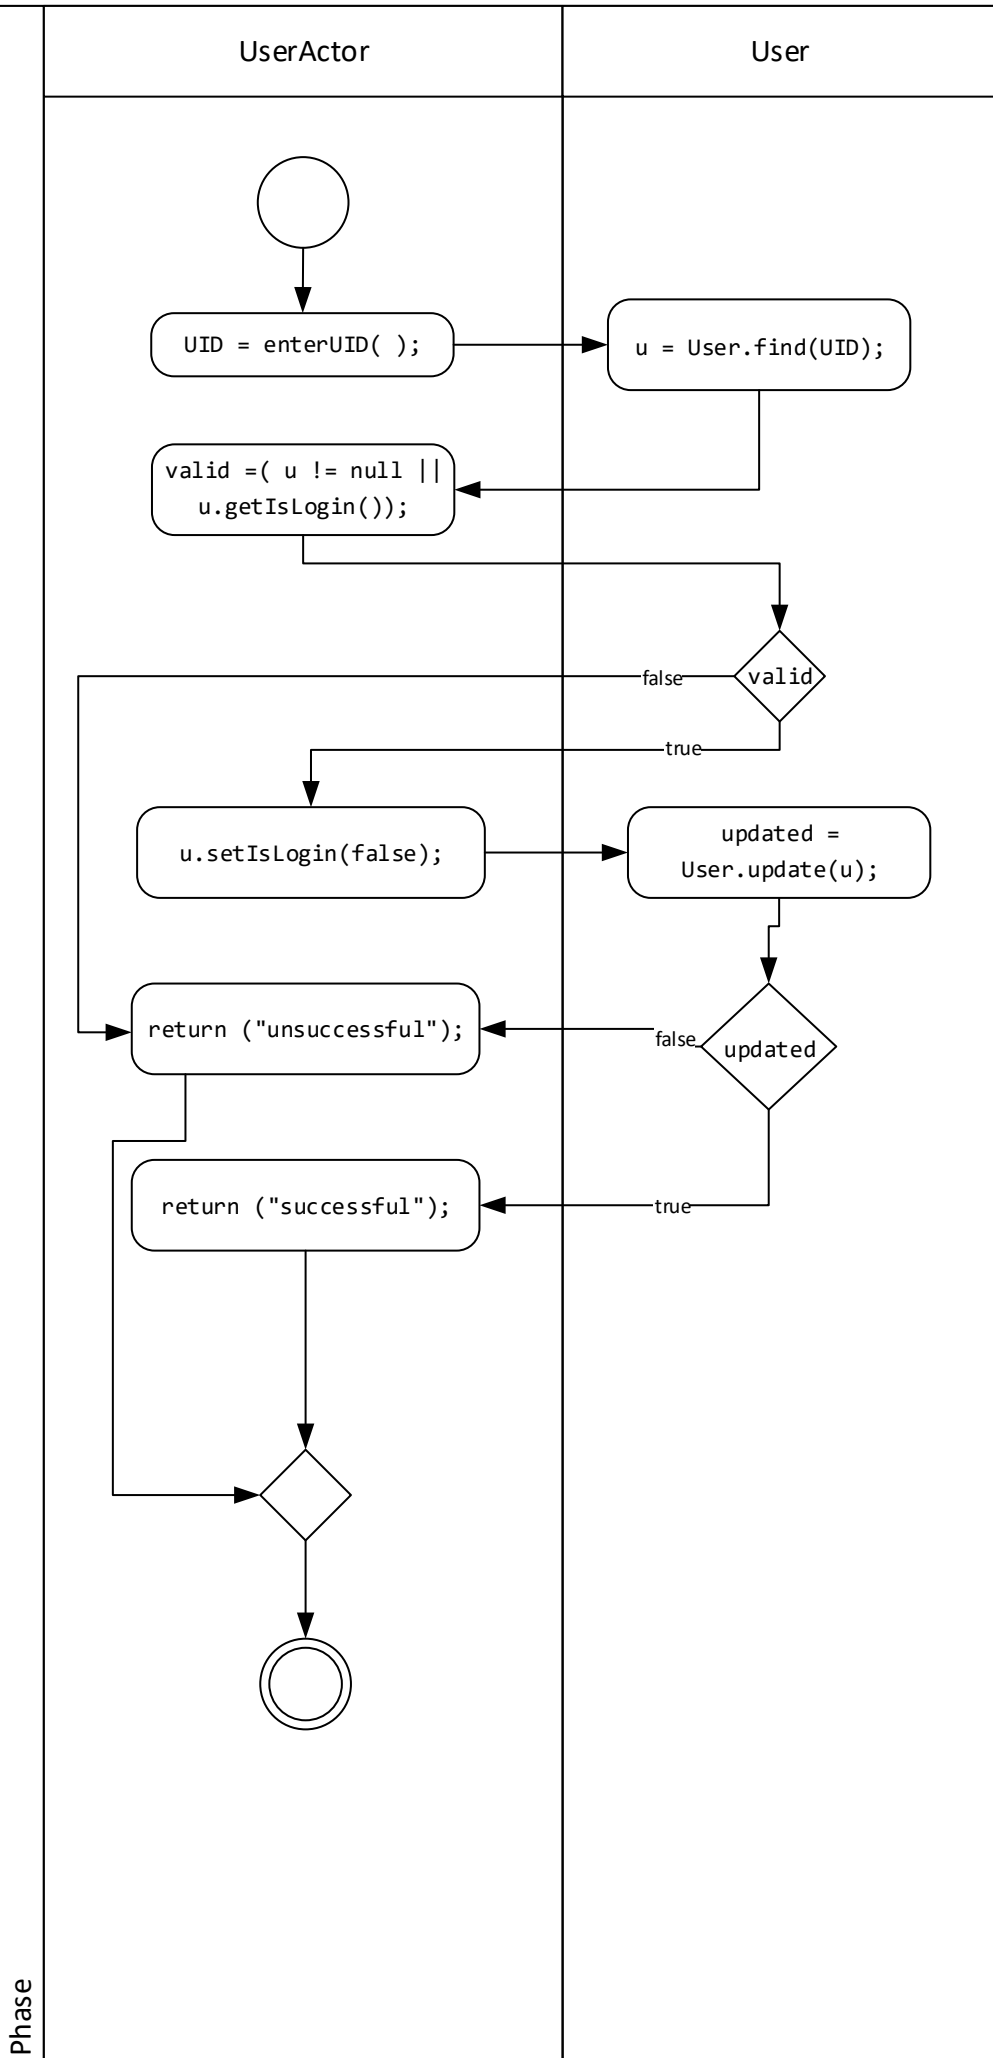 UserActor
User
UID = enterUID( );
u = User.find(UID);
valid =( u != null ||
u.getIsLogin());
valid
false
true
u.setIsLogin(false);
updated =
User.update(u);
return ("unsuccessful");
false
updated
return ("successful");
true
Phase